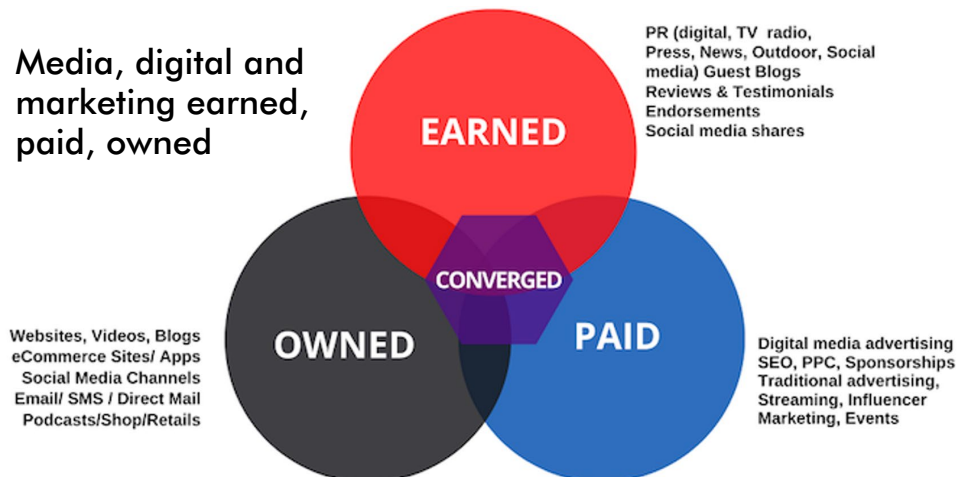 Media, digital and
marketing earned,
paid, owned
PR (digital, TV radio,
Press, News, Outdoor, Social
media) Guest Blogs
Reviews & Testimonials
Endorsements
Social media shares
EARNED
CONVERGED
OWNED
PAID
Websites, Videos, Blogs
eCommerce Sites/ Apps
Social Media Channels
Email/ SMS / Direct Mail
Podcasts/Shop/Retails
Digital media advertising
SEO, PPC, Sponsorships
Traditional advertising,
Streaming, Influencer
Marketing, Events